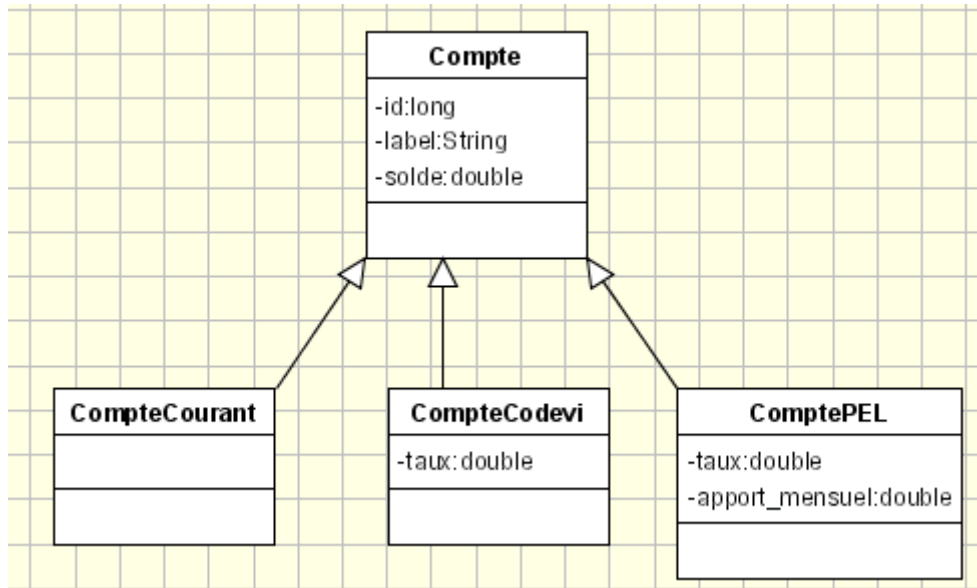 Compte
-id:long
-label:String
-solde:double
CompteCourant
CompteCodevi
-taux:double
ComptePEL
-taux:double
-apport_mensuel:double